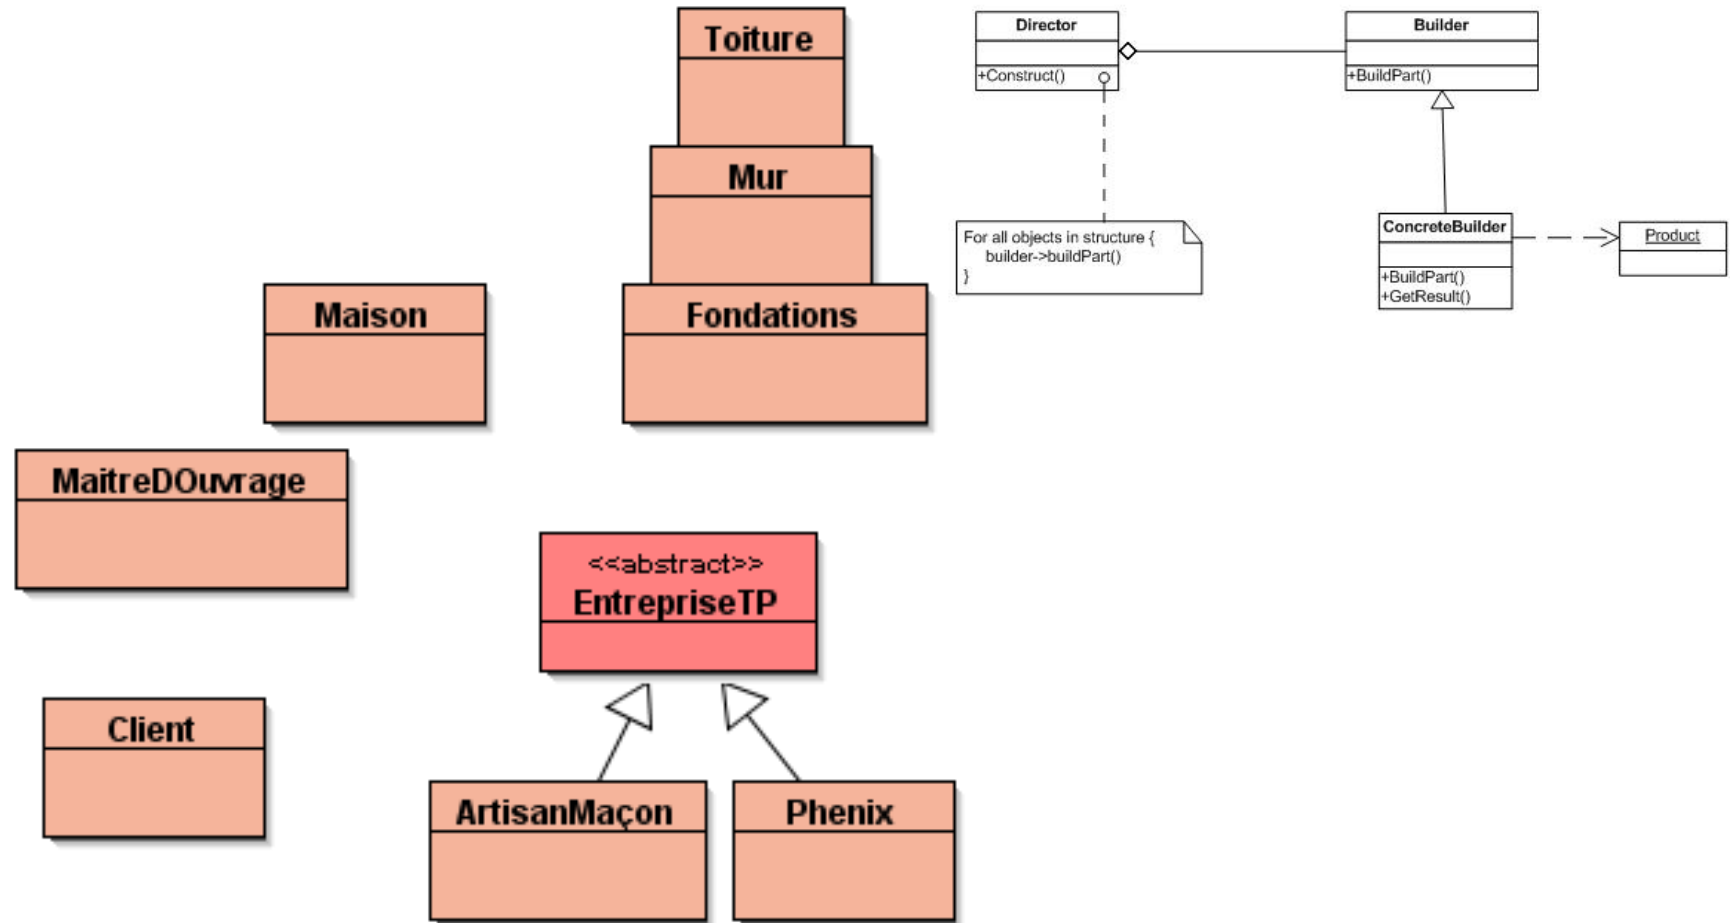 Toiture
Mur
Fondations
Maison
MaitreDOuvrage
<<abstract>>
EntrepriseTP
Client
ArtisanMaçon
Phenix
Director
+Construct()
Builder
+BuildPart()
For all objects in structure {
builder->buildPart()
}
ConcreteBuilder
+BuildPart()
+GetResult()
Product